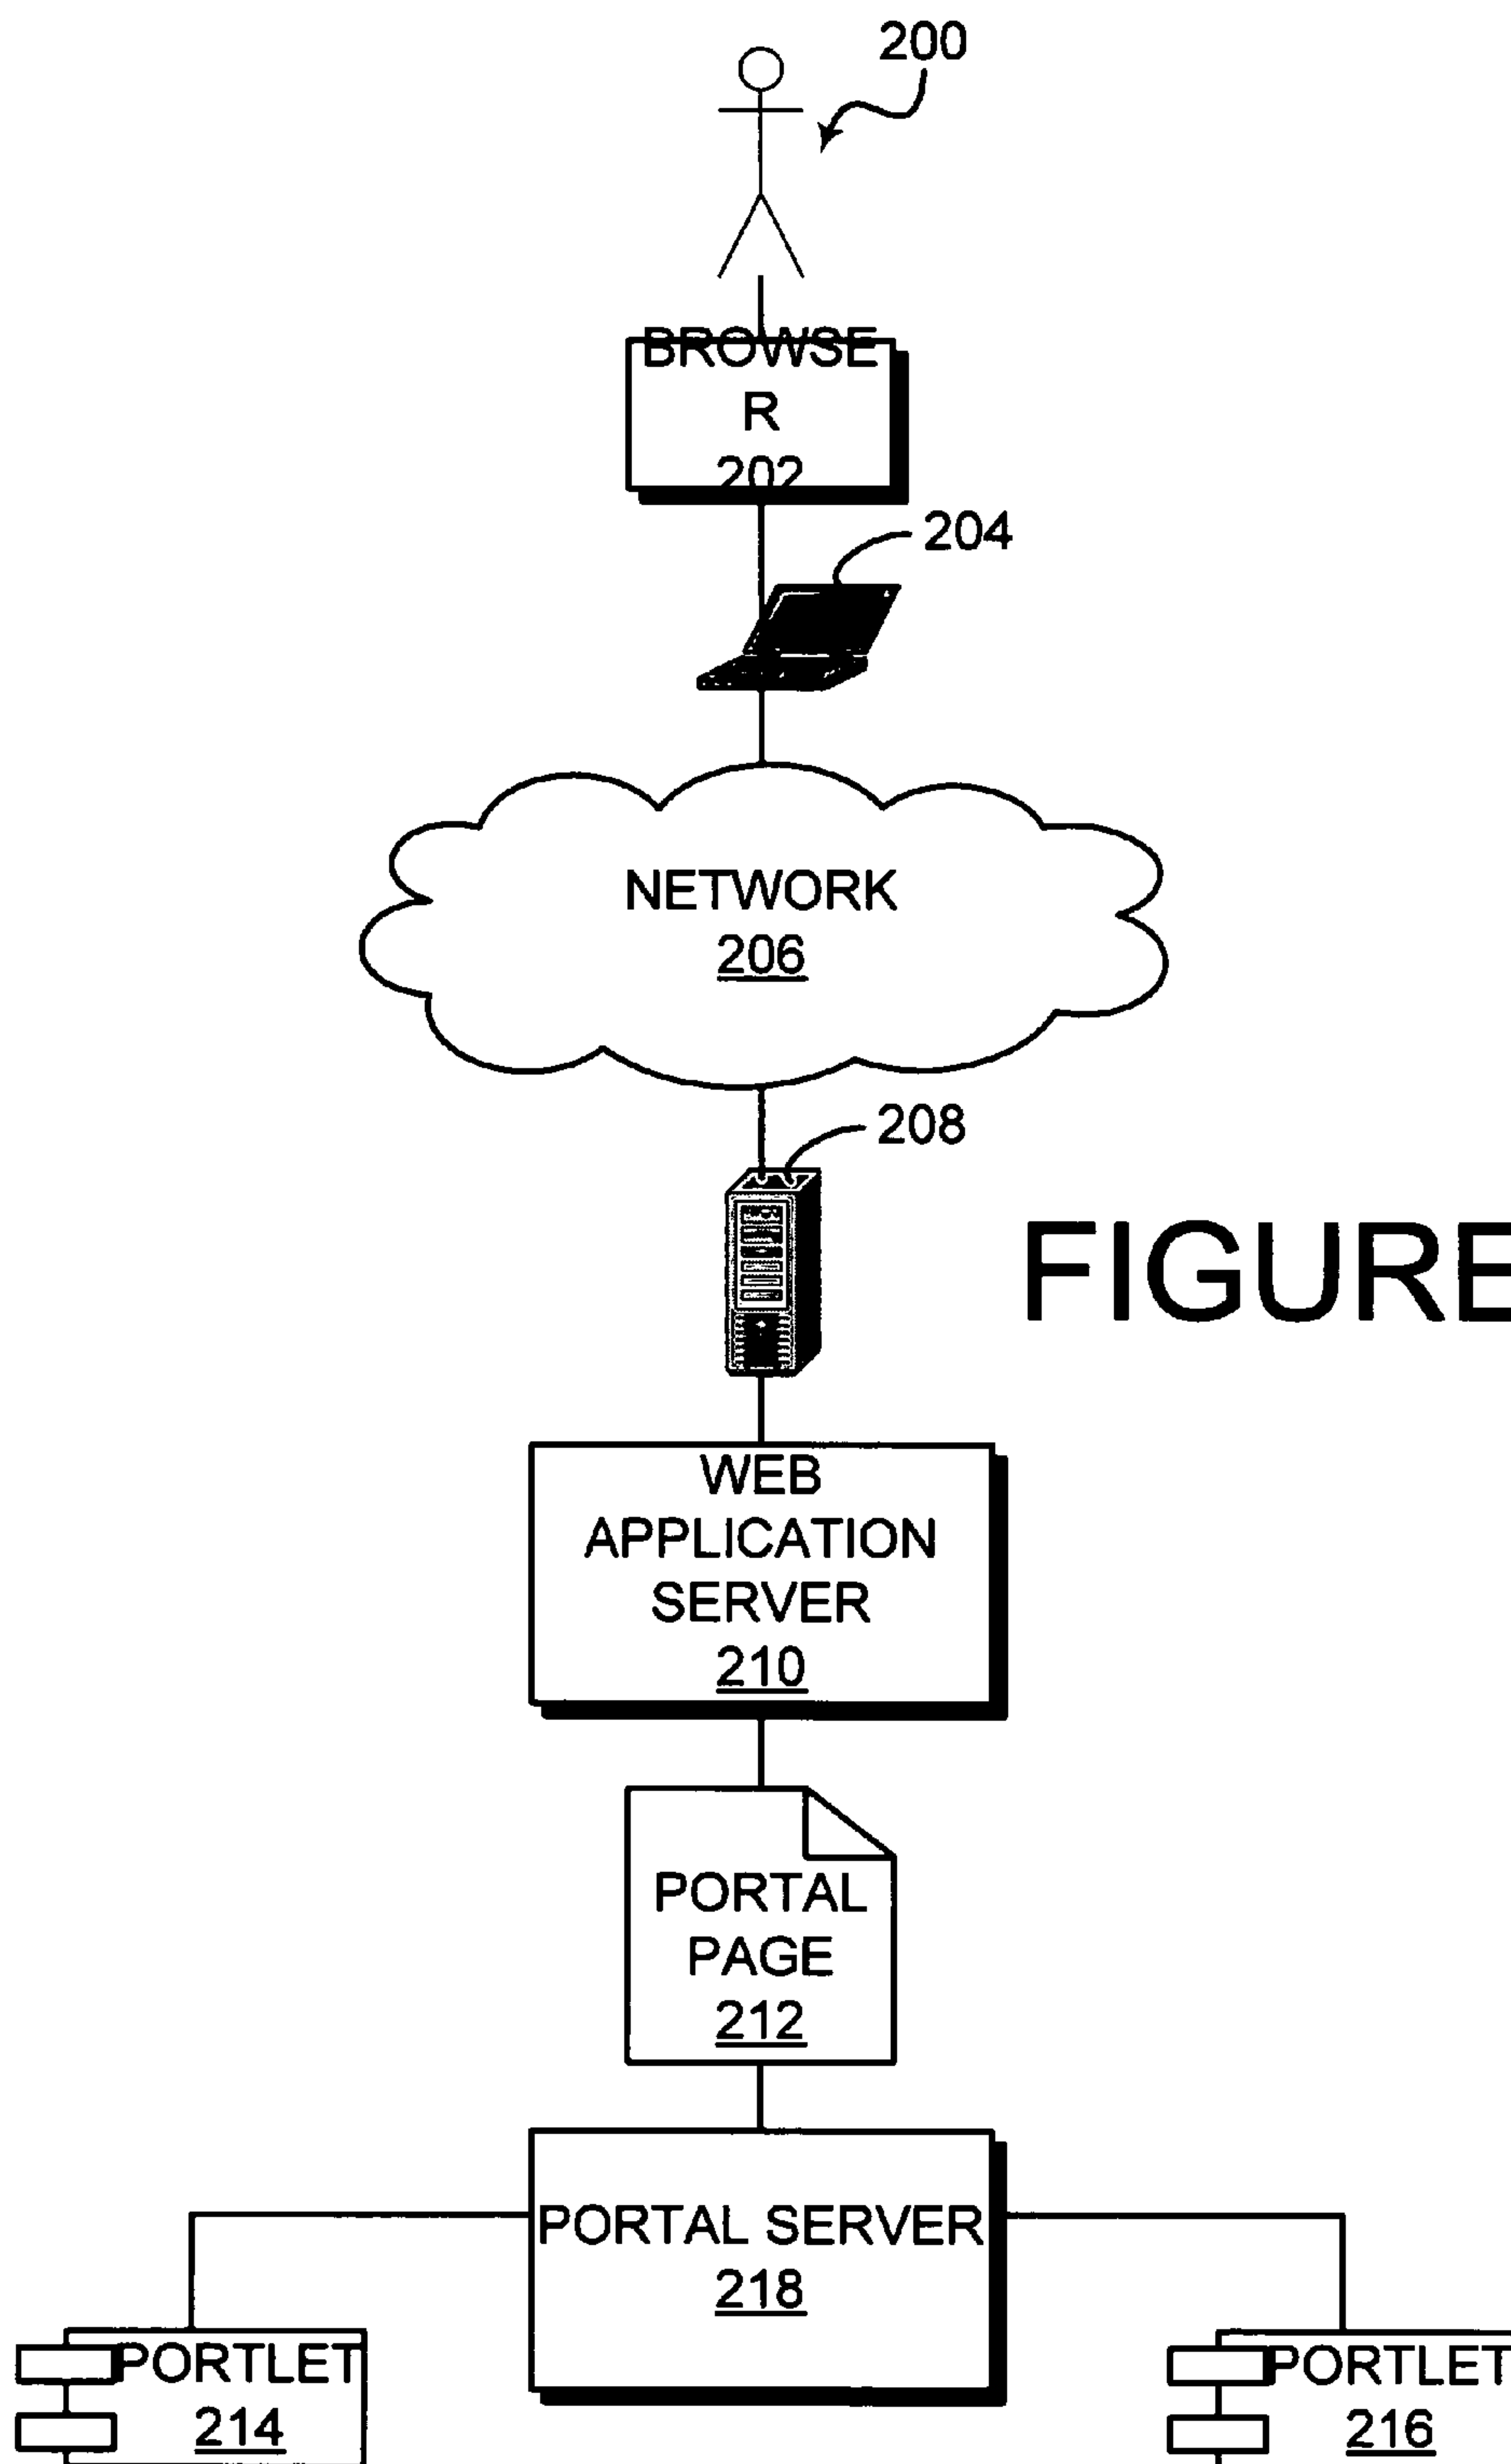 200
BROWSE
R
202
204
NETWORK
206
208
FIGURE
WEB
APPLICATION
SERVER
210
PORTAL
PAGE
212
PORTAL SERVER
218
PORTLET
214
PORTLET
216